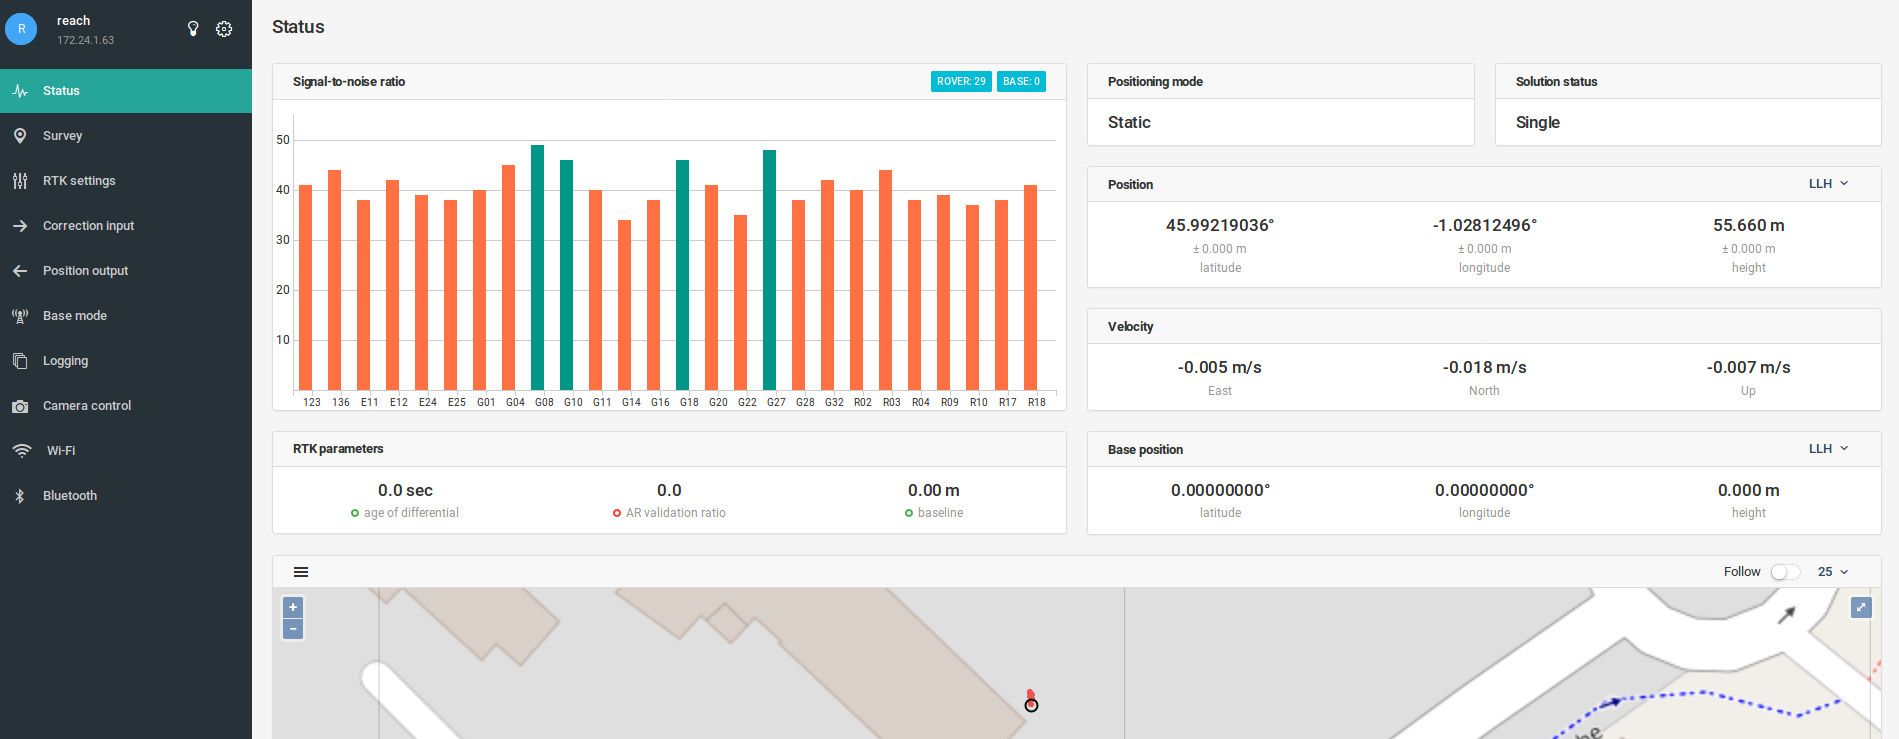 R
reach
172.24.1.63
Status
Survey
RTK settings
Correction input
Position output
Base mode
Logging
Camera control
Wi-Fi
Bluetooth
Status
Signal-to-noise ratio ROVER: 29 BASE: 0
50
40
30
20
10
123 136 E11 E12 E24 E25 G01 G04 G08 G10 G11 G14 G16 G18 G20 G22 G27 G28 G32 R02 R03 R04 R09 R10 R17 R18
Positioning mode
Static
Solution status
Single
Position LLH
45.99219036° -1.02812496° 55.660 m
± 0.000 m ± 0.000 m ± 0.000 m
latitude longitude height
Velocity
-0.005 m/s -0.018 m/s -0.007 m/s
East North Up
RTK parameters
0.0 sec 0.0 0.00 m
age of differential AR validation ratio baseline
Base position LLH
0.00000000° 0.00000000° 0.000 m
latitude longitude height
Follow 25
+
−